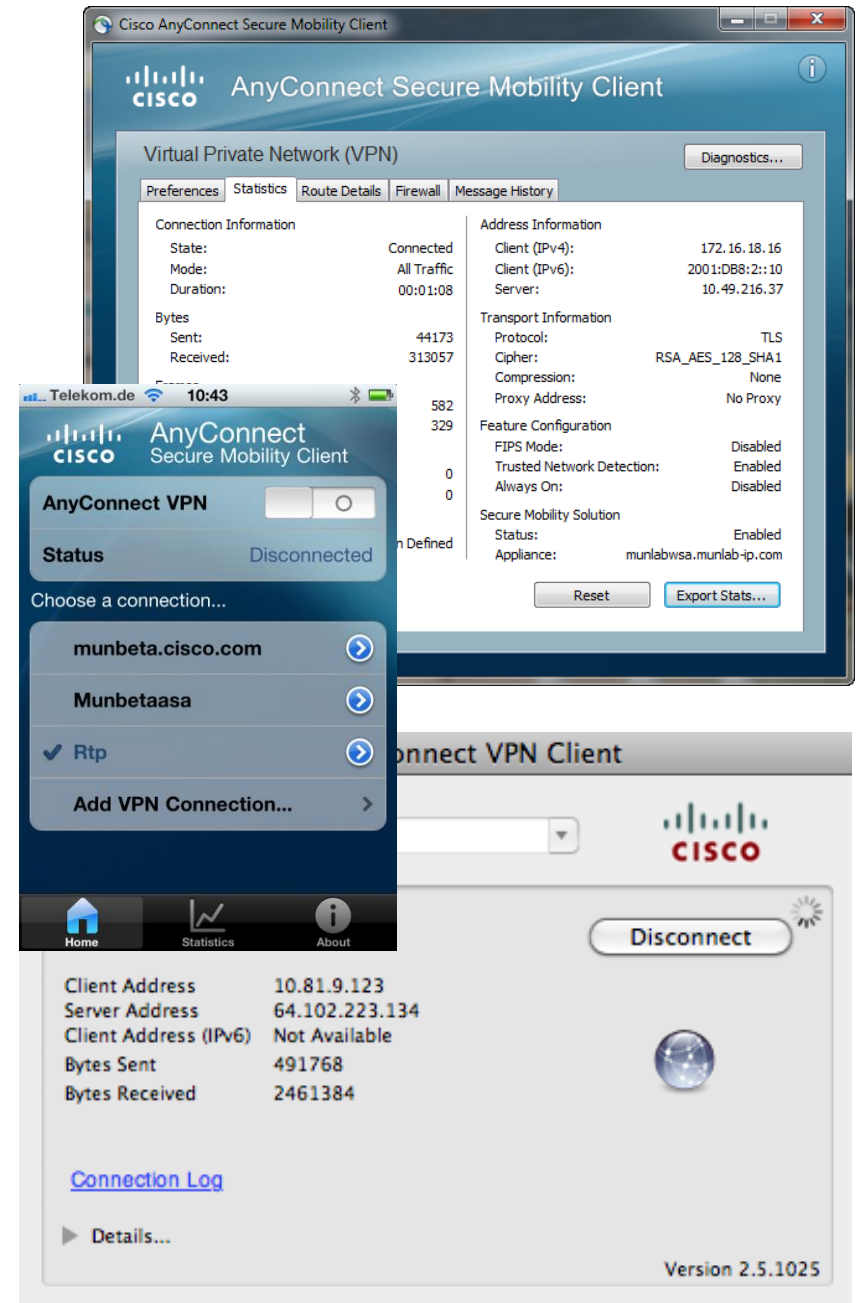 Cisco AnyConnect Secure Mobility Client
CISCO AnyConnect Secure Mobility Client
Virtual Private Network (VPN) Diagnostics...
Preferences Statistics Route Details Firewall Message History
Connection Information
State: Connected
Mode: All Traffic
Duration: 00:01:08
Bytes
Sent: 44173
Received: 313057
582
329
0
0
n Defined
Address Information
Client (IPv4): 172.16.18.16
Client (IPv6): 2001:DB8:2::10
Server: 10.49.216.37
Transport Information
Protocol: TLS
Cipher: RSA_AES_128_SHA1
Compression: None
Proxy Address: No Proxy
Feature Configuration
FIPS Mode: Disabled
Trusted Network Detection: Enabled
Always On: Disabled
Secure Mobility Solution
Status: Enabled
Appliance: munlabwsa.munlab-ip.com
Reset Export Stats...
Telekom.de 10:43
CISCO AnyConnect
Secure Mobility Client
AnyConnect VPN
Status Disconnected
Choose a connection...
munbeta.cisco.com
Munbetaasa
Rtp
Add VPN Connection...
Home Statistics About
onnect VPN Client
CISCO
Disconnect
Client Address 10.81.9.123
Server Address 64.102.223.134
Client Address (IPv6) Not Available
Bytes Sent 491768
Bytes Received 2461384
Connection Log
Details...
Version 2.5.1025